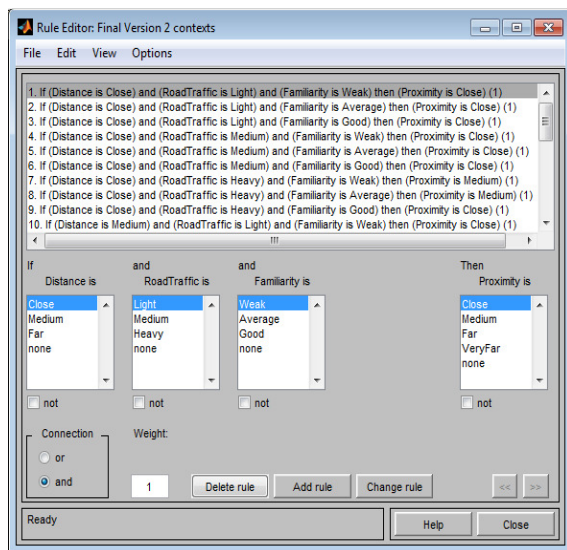 Rule Editor: Final Version 2 contexts
File Edit View Options
1. If (Distance is Close) and (RoadTraffic is Light) and (Familiarity is Weak) then (Proximity is Close) (1)
2. If (Distance is Close) and (RoadTraffic is Light) and (Familiarity is Average) then (Proximity is Close) (1)
3. If (Distance is Close) and (RoadTraffic is Light) and (Familiarity is Good) then (Proximity is Close) (1)
4. If (Distance is Close) and (RoadTraffic is Medium) and (Familiarity is Weak) then (Proximity is Close) (1)
5. If (Distance is Close) and (RoadTraffic is Medium) and (Familiarity is Average) then (Proximity is Close) (1)
6. If (Distance is Close) and (RoadTraffic is Medium) and (Familiarity is Good) then (Proximity is Close) (1)
7. If (Distance is Close) and (RoadTraffic is Heavy) and (Familiarity is Weak) then (Proximity is Medium) (1)
8. If (Distance is Close) and (RoadTraffic is Heavy) and (Familiarity is Average) then (Proximity is Medium) (1)
9. If (Distance is Close) and (RoadTraffic is Heavy) and (Familiarity is Good) then (Proximity is Close) (1)
10. If (Distance is Medium) and (RoadTraffic is Light) and (Familiarity is Weak) then (Proximity is Close) (1)
If and and Then
Distance is RoadTraffic is Familiarity is Proximity is
Close Light Weak Close
Medium Medium Average Medium
Far Heavy Good Far
none none none VeryFar
none
not not not not
Connection Weight:
or
and 1 Delete rule Add rule Change rule << >>
Ready Help Close